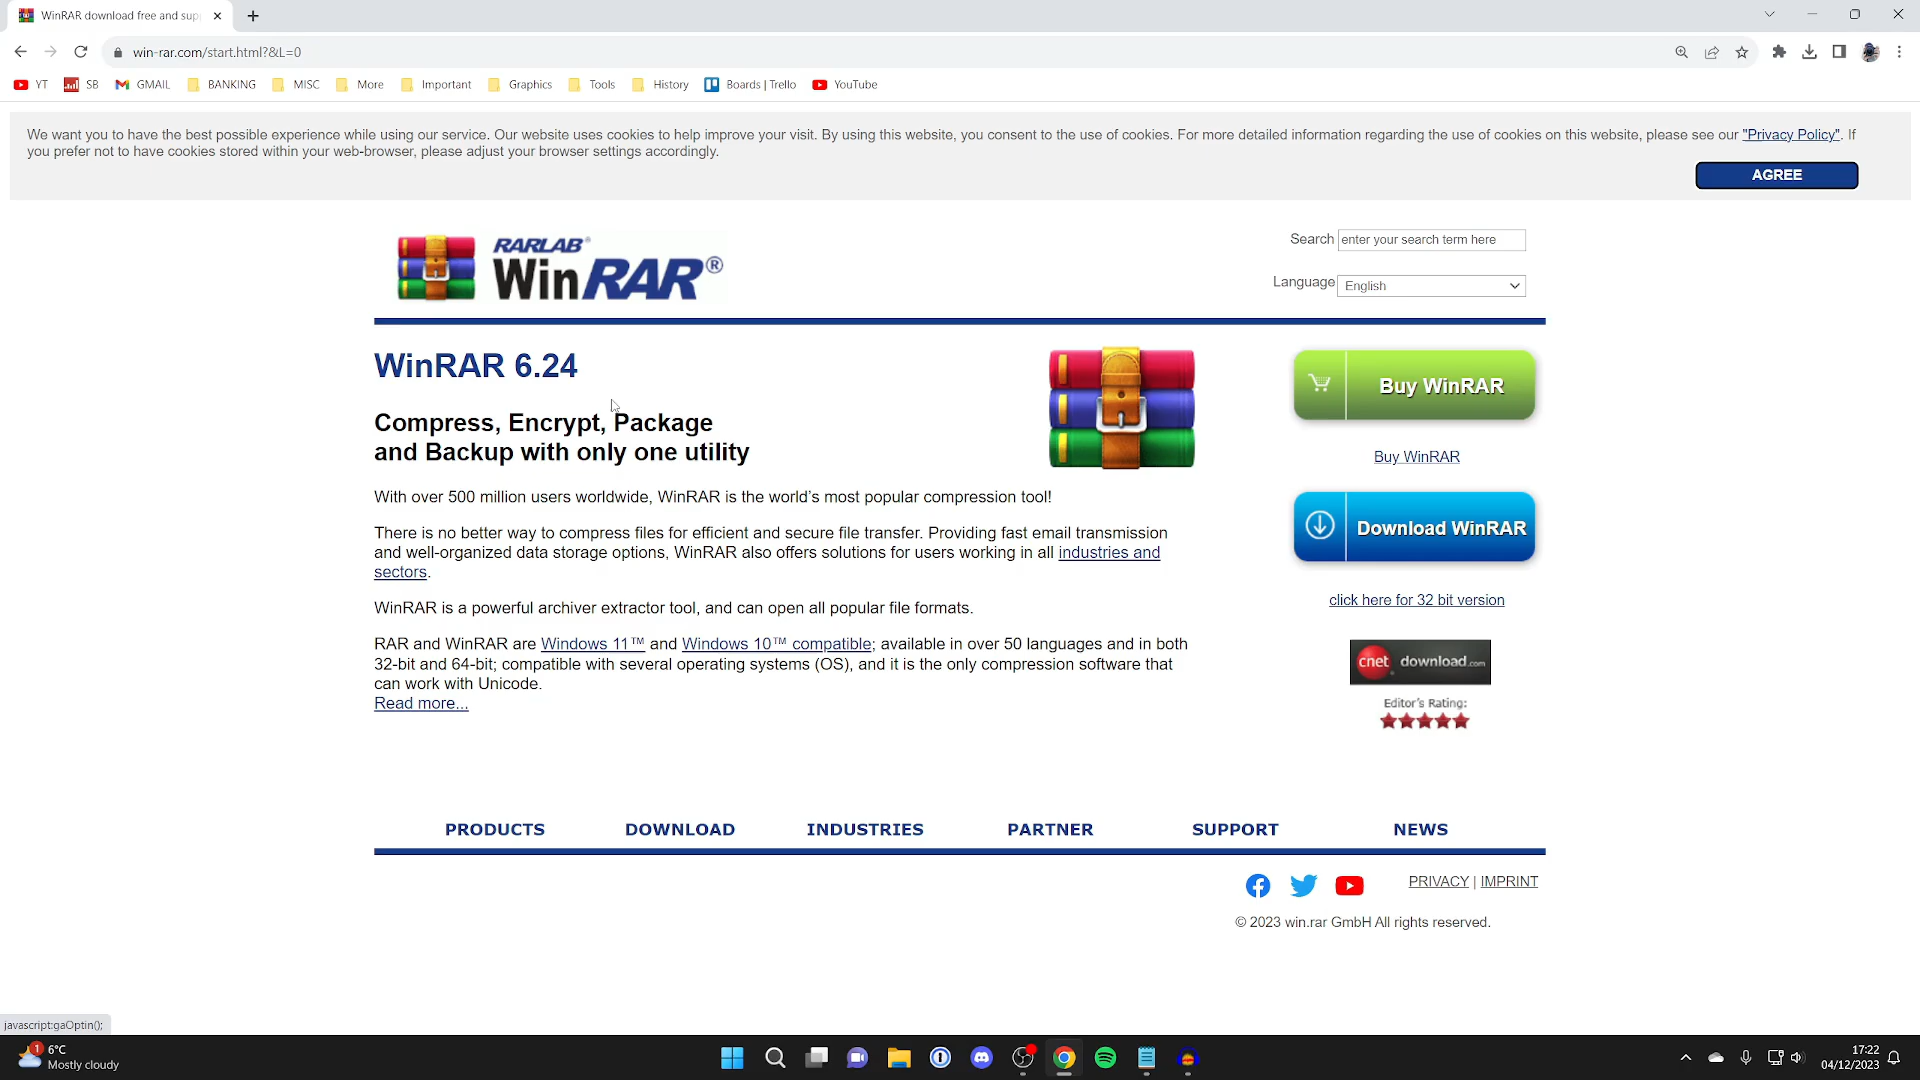 WinRAR download free and sup
win-rar.com/start.html?&L=0
YT
SB
GMAIL
BANKING
MISC
More
Important
Graphics
Tools
History
Boards | Trello
YouTube
We want you to have the best possible experience while using our service. Our website uses cookies to help improve your visit. By using this website, you consent to the use of cookies. For more detailed information regarding the use of cookies on this website, please see our "Privacy Policy". If
you prefer not to have cookies stored within your web-browser, please adjust your browser settings accordingly.
AGREE
RARLAB®
WinRAR®
Search enter your search term here
Language English
WinRAR 6.24
Compress, Encrypt, Package
and Backup with only one utility
With over 500 million users worldwide, WinRAR is the world's most popular compression tool!
There is no better way to compress files for efficient and secure file transfer. Providing fast email transmission
and well-organized data storage options, WinRAR also offers solutions for users working in all industries and
sectors.
WinRAR is a powerful archiver extractor tool, and can open all popular file formats.
RAR and WinRAR are Windows 11™ and Windows 10™ compatible; available in over 50 languages and in both
32-bit and 64-bit; compatible with several operating systems (OS), and it is the only compression software that
can work with Unicode.
Read more...
Buy WinRAR
Buy WinRAR
Download WinRAR
click here for 32 bit version
cnet download.com
Editor's Rating:
PRODUCTS
DOWNLOAD
INDUSTRIES
PARTNER
SUPPORT
NEWS
PRIVACY | IMPRINT
© 2023 win.rar GmbH All rights reserved.
javascript:gaOptin();
1
6°C
Mostly cloudy
17:22
04/12/2023